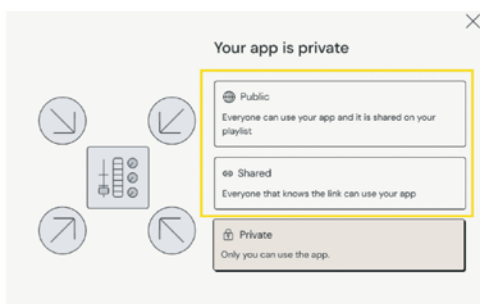 Your app is private
Public
Everyone can use your app and it is shared on your
playlist
Shared
Everyone that knows the link can use your app
Private
Only you can use the app.